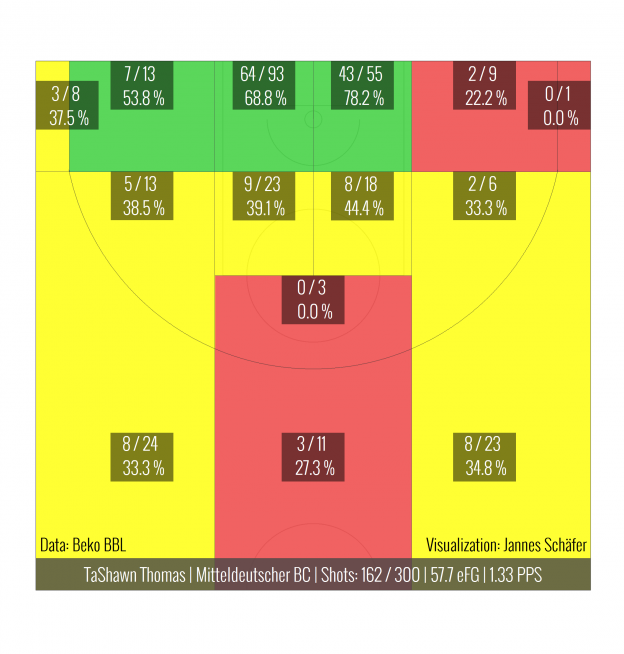 7 / 13
53.8 %
64 / 93
68.8 %
43 / 55
78.2 %
2 / 9
22.2 %
3 / 8
37.5 %
0 / 1
0.0 %
5 / 13
38.5 %
9 / 23
39.1 %
8 / 18
44.4 %
2 / 6
33.3 %
0 / 3
0.0 %
8 / 24
33.3 %
3 / 11
27.3 %
8 / 23
34.8 %
Data: Beko BBL
Visualization: Jannes Schäfer
TaShawn Thomas | Mitteldeutscher BC | Shots: 162 / 300 | 57.7 eFG | 1.33 PPS